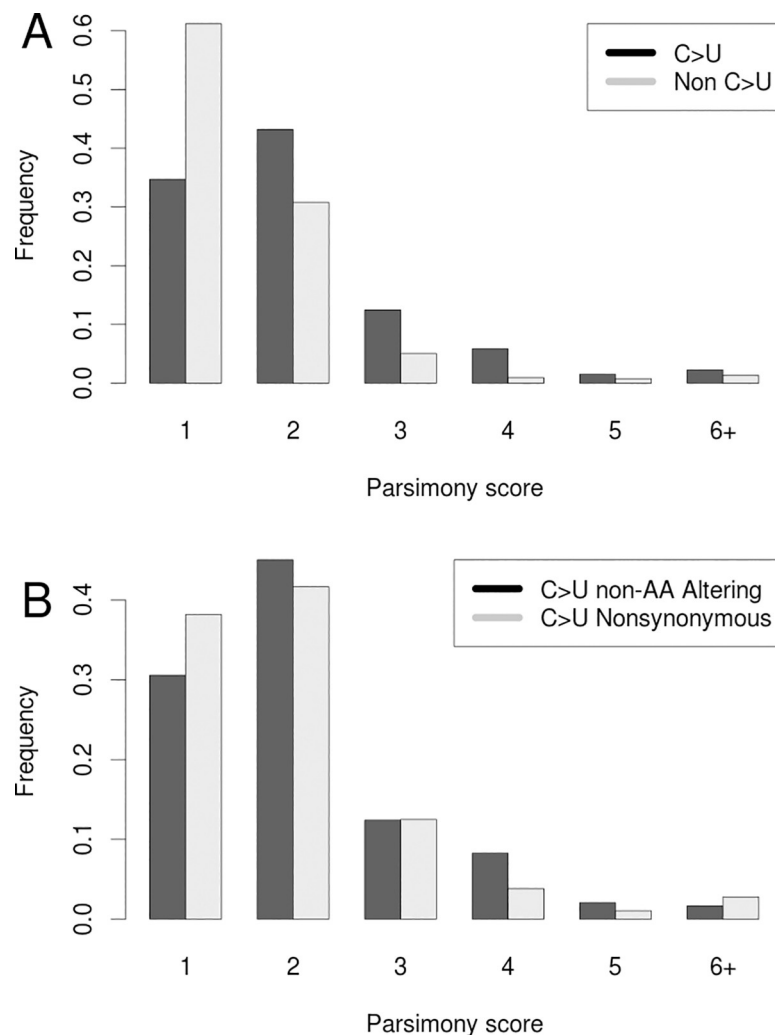 A
C>U
Non C>U
Frequency
0.0 0.1 0.2 0.3 0.4 0.5 0.6
1 2 3 4 5 6+
Parsimony score
B
C>U non-AA Altering
C>U Nonsynonymous
Frequency
0.0 0.1 0.2 0.3 0.4
1 2 3 4 5 6+
Parsimony score